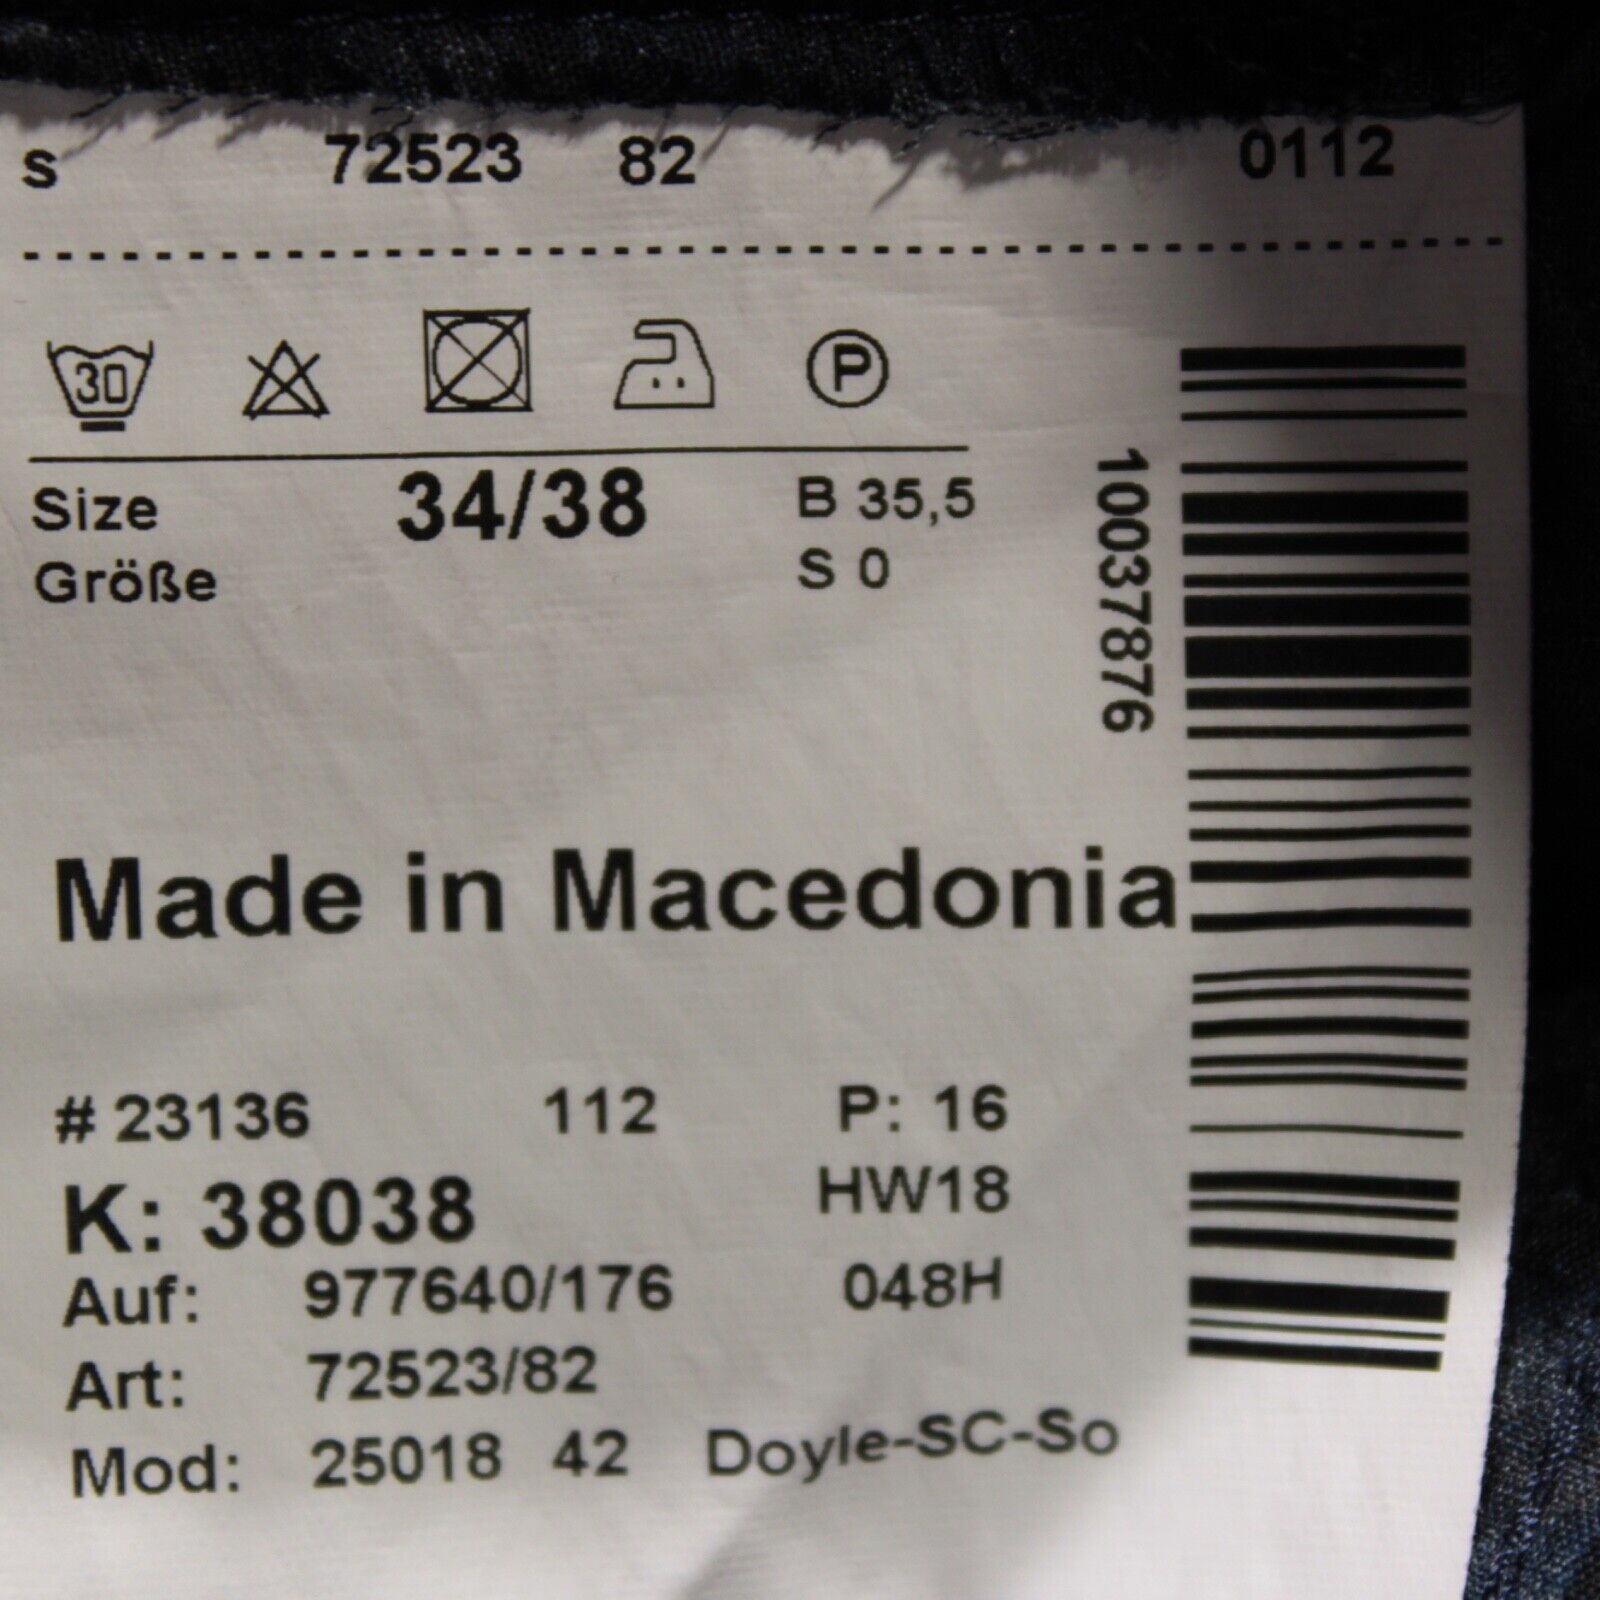 s 72523 82 0112
30 P
Size 34/38 B 35,5
Größe S 0
10037876
Made in Macedonia
# 23136 112 P: 16
K: 38038 HW18
Auf: 977640/176 048H
Art: 72523/82
Mod: 25018 42 Doyle-SC-So